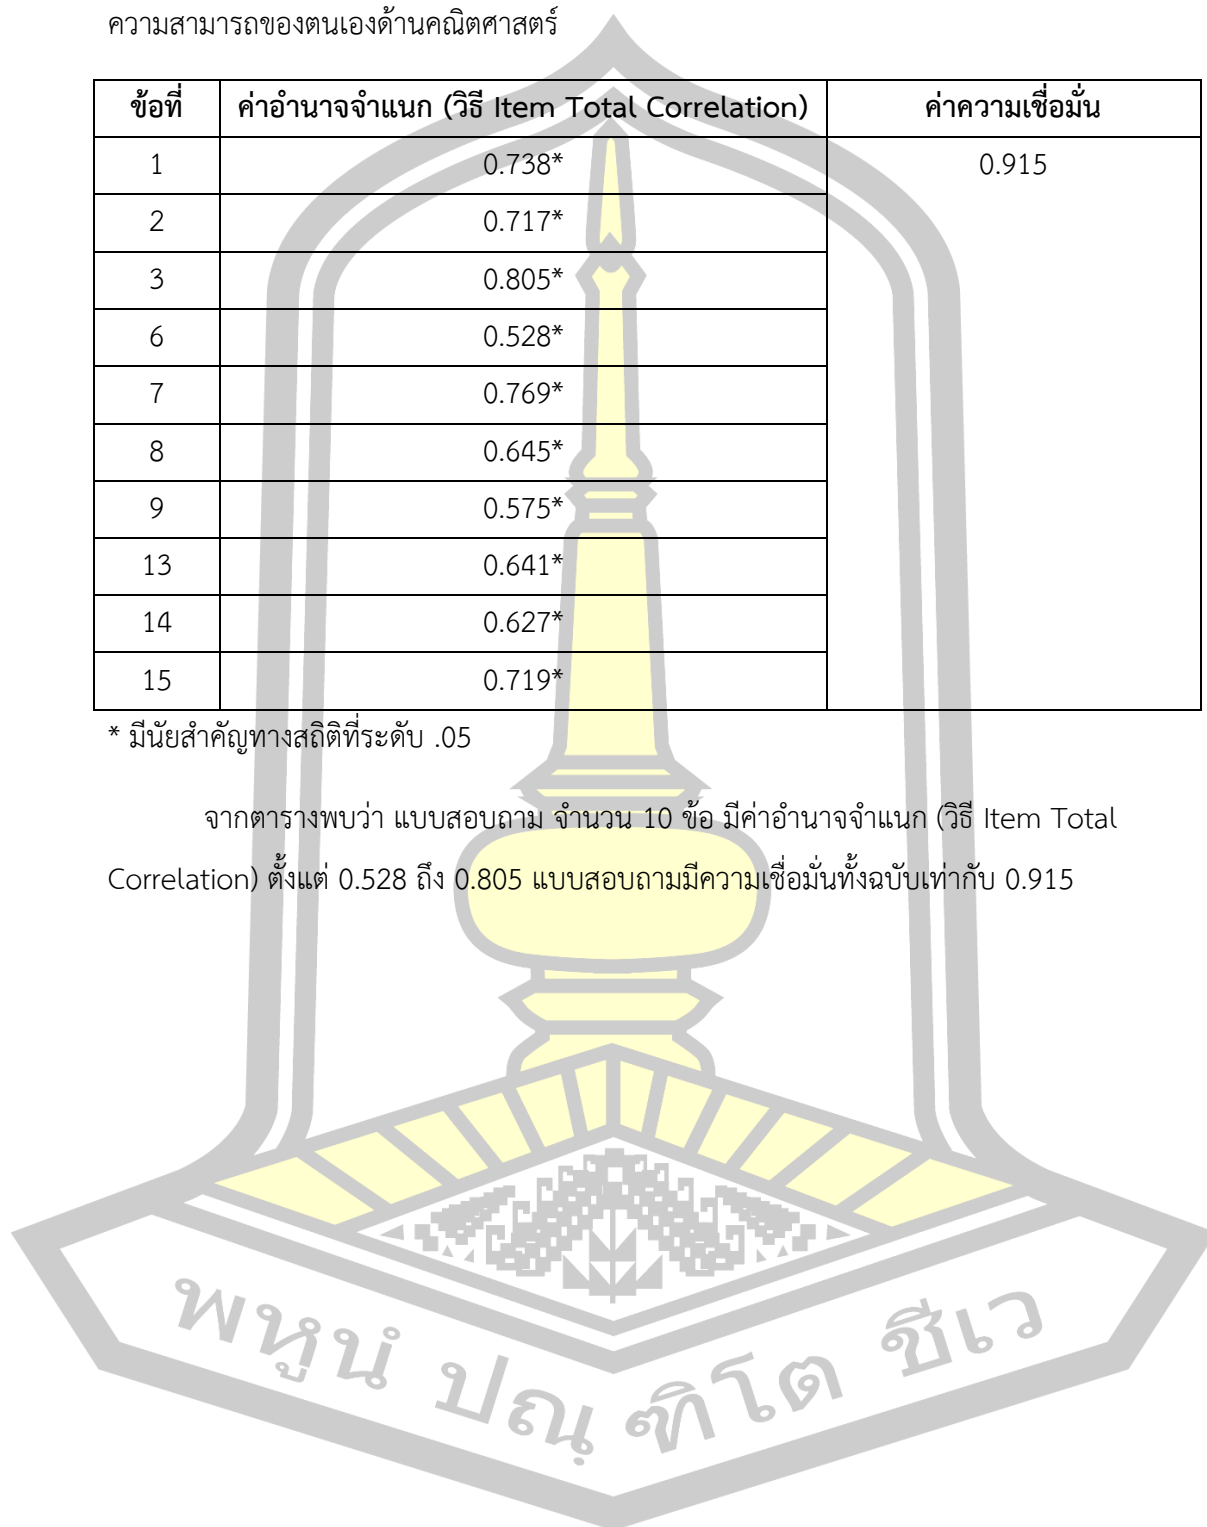 ความสามารถของตนเองด้านคณิตศาสตร์
ข้อที่ ค่าอำนาจจำแนก (วิธี Item Total Correlation) ค่าความเชื่อมั่น
1 0.738* 0.915
2 0.717*
3 0.805*
6 0.528*
7 0.769*
8 0.645*
9 0.575*
13 0.641*
14 0.627*
15 0.719*
* มีนัยสำคัญทางสถิติที่ระดับ .05
จากตารางพบว่า แบบสอบถาม จำนวน 10 ข้อ มีค่าอำนาจจำแนก (วิธี Item Total
Correlation) ตั้งแต่ 0.528 ถึง 0.805 แบบสอบถามมีความเชื่อมั่นทั้งฉบับเท่ากับ 0.915
พหูนํ ปณฺฑิโต ชีเว